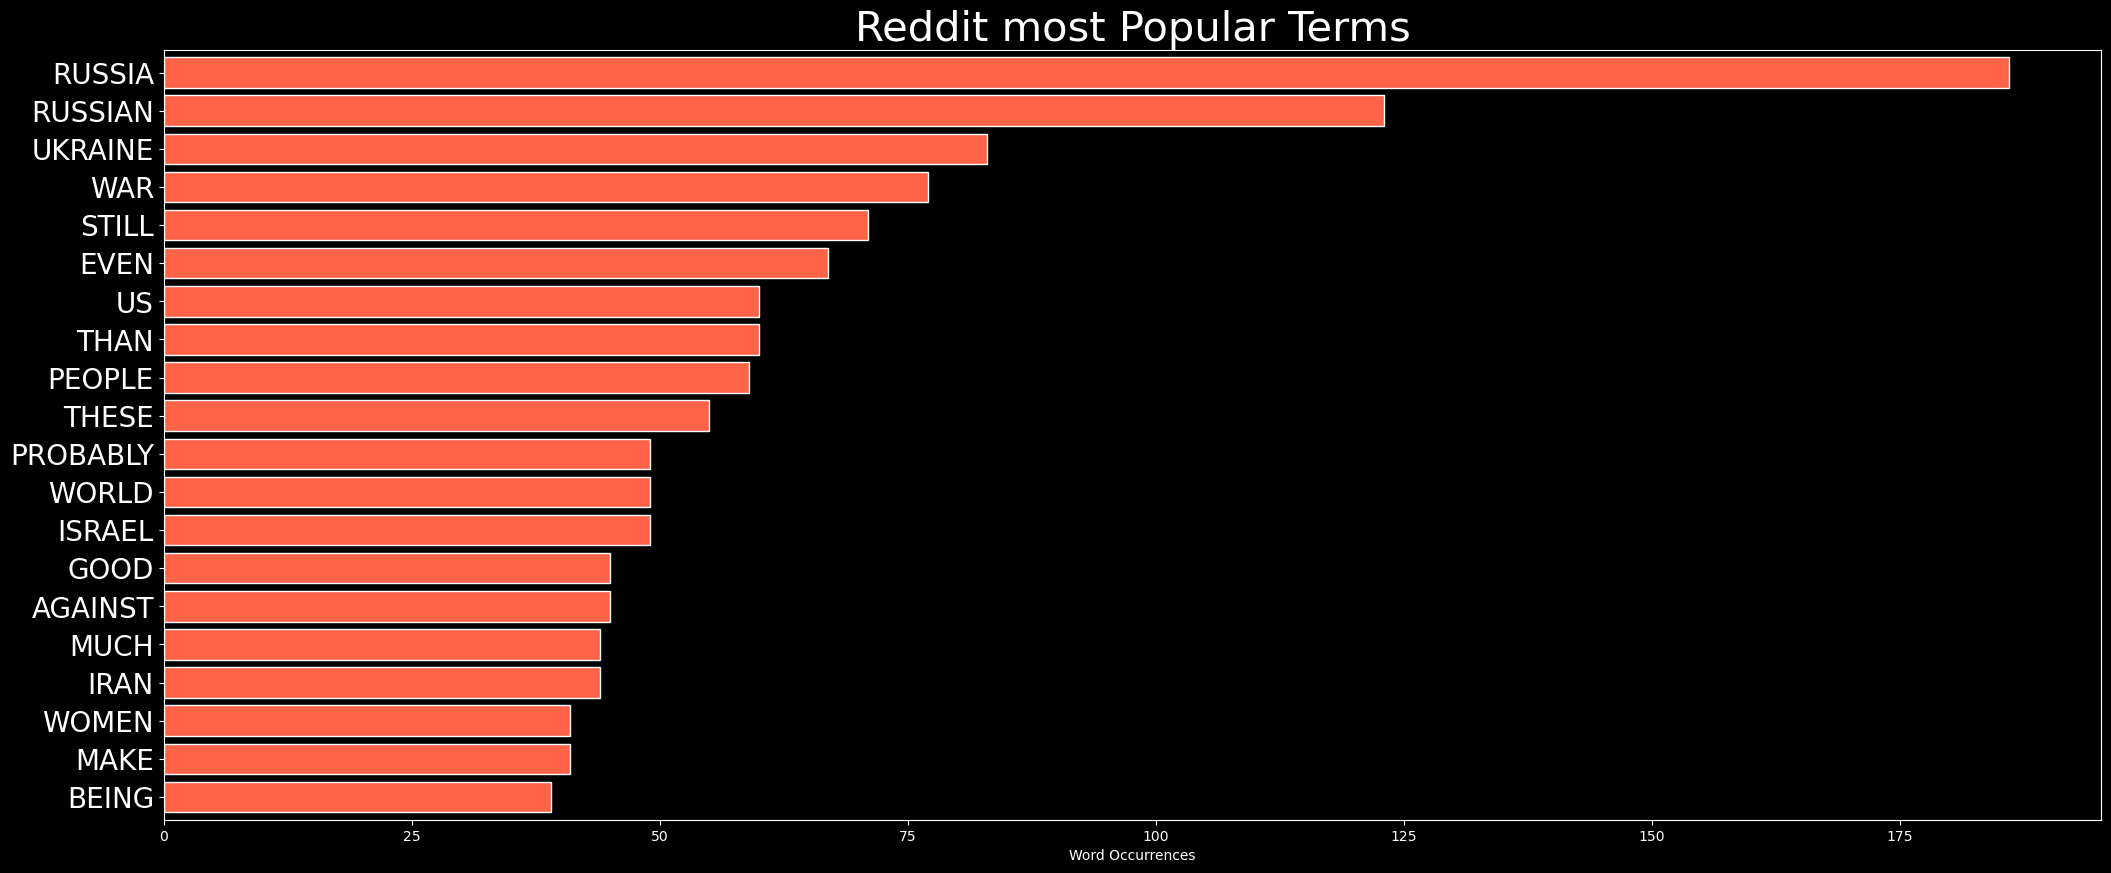 Reddit most Popular Terms
RUSSIA
RUSSIAN
UKRAINE
WAR
STILL
EVEN
US
THAN
PEOPLE
THESE
PROBABLY
WORLD
ISRAEL
GOOD
AGAINST
MUCH
IRAN
WOMEN
MAKE
BEING
0 25 50 75 100 125 150 175
Word Occurrences